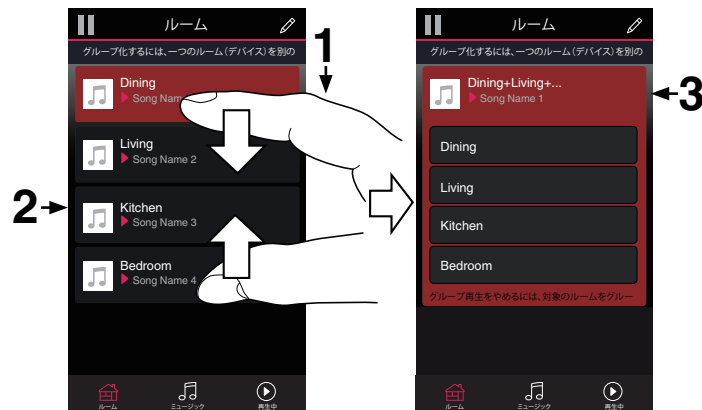 ルーム
グループ化するには、一つのルーム(デバイス)を別の
1
Dining
Song Na
Living
Song Name 2
2
Kitchen
Song Name 3
Bedroom
Song Name 4
ルーム
ミュージック
再生中
ルーム
グループ化するには、一つのルーム(デバイス)を別の
Dining+Living+...
Song Name 1
3
Dining
Living
Kitchen
Bedroom
グループ再生をやめるには、対象のルームをグルー
ルーム
ミュージック
再生中